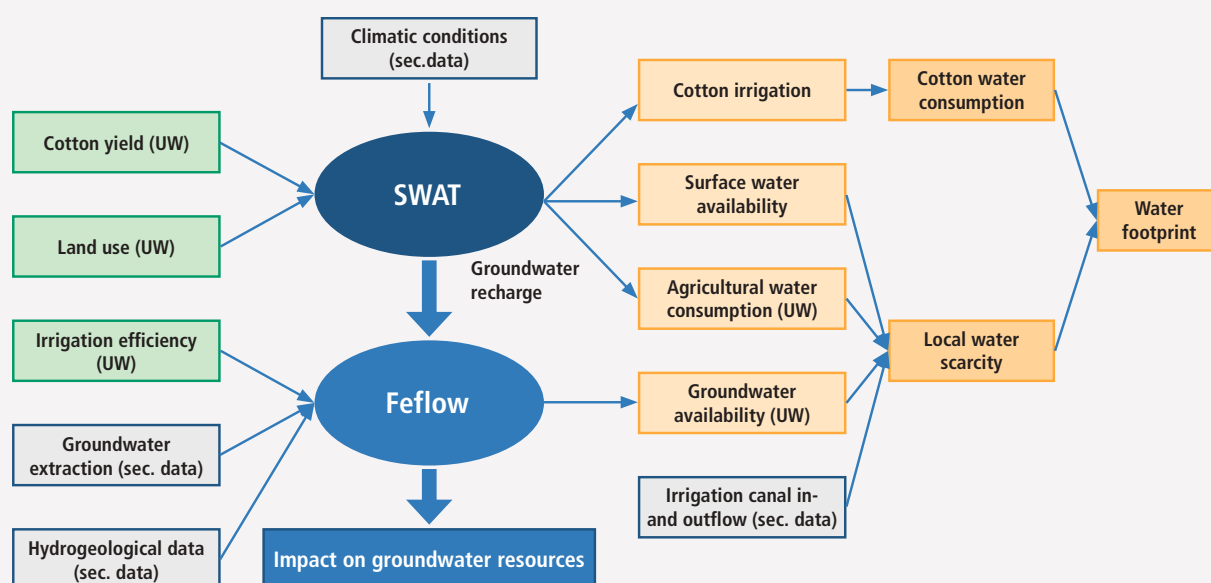 Climatic conditions
(sec.data)
Cotton irrigation
Cotton water
consumption
Cotton yield (UW)
SWAT
Surface water
availability
Land use (UW)
Water
footprint
Groundwater
recharge
Agricultural water
consumption (UW)
Irrigation efficiency
(UW)
Local water
scarcity
Feflow
Groundwater
availability (UW)
Groundwater
extraction (sec. data)
Irrigation canal in-
and outflow (sec. data)
Hydrogeological data
(sec. data)
Impact on groundwater resources